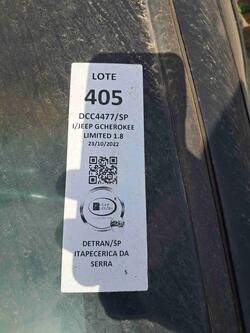 LOTE
405
DCC4477/SP
I/JEEP GCHEROKEE
LIMITED 1.8
23/10/2022
DETRAN/SP
ITAPECERICA DA
SERRA
S